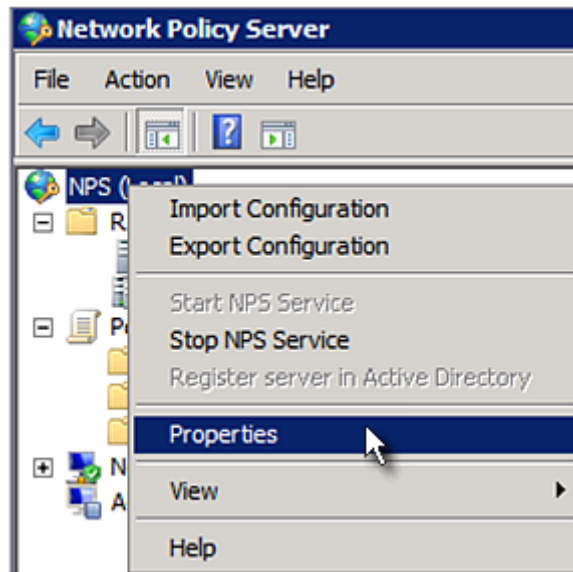 Network Policy Server
File Action View Help
NPS (Local)
Import Configuration
Export Configuration
Start NPS Service
Stop NPS Service
Register server in Active Directory
Properties
View
Help